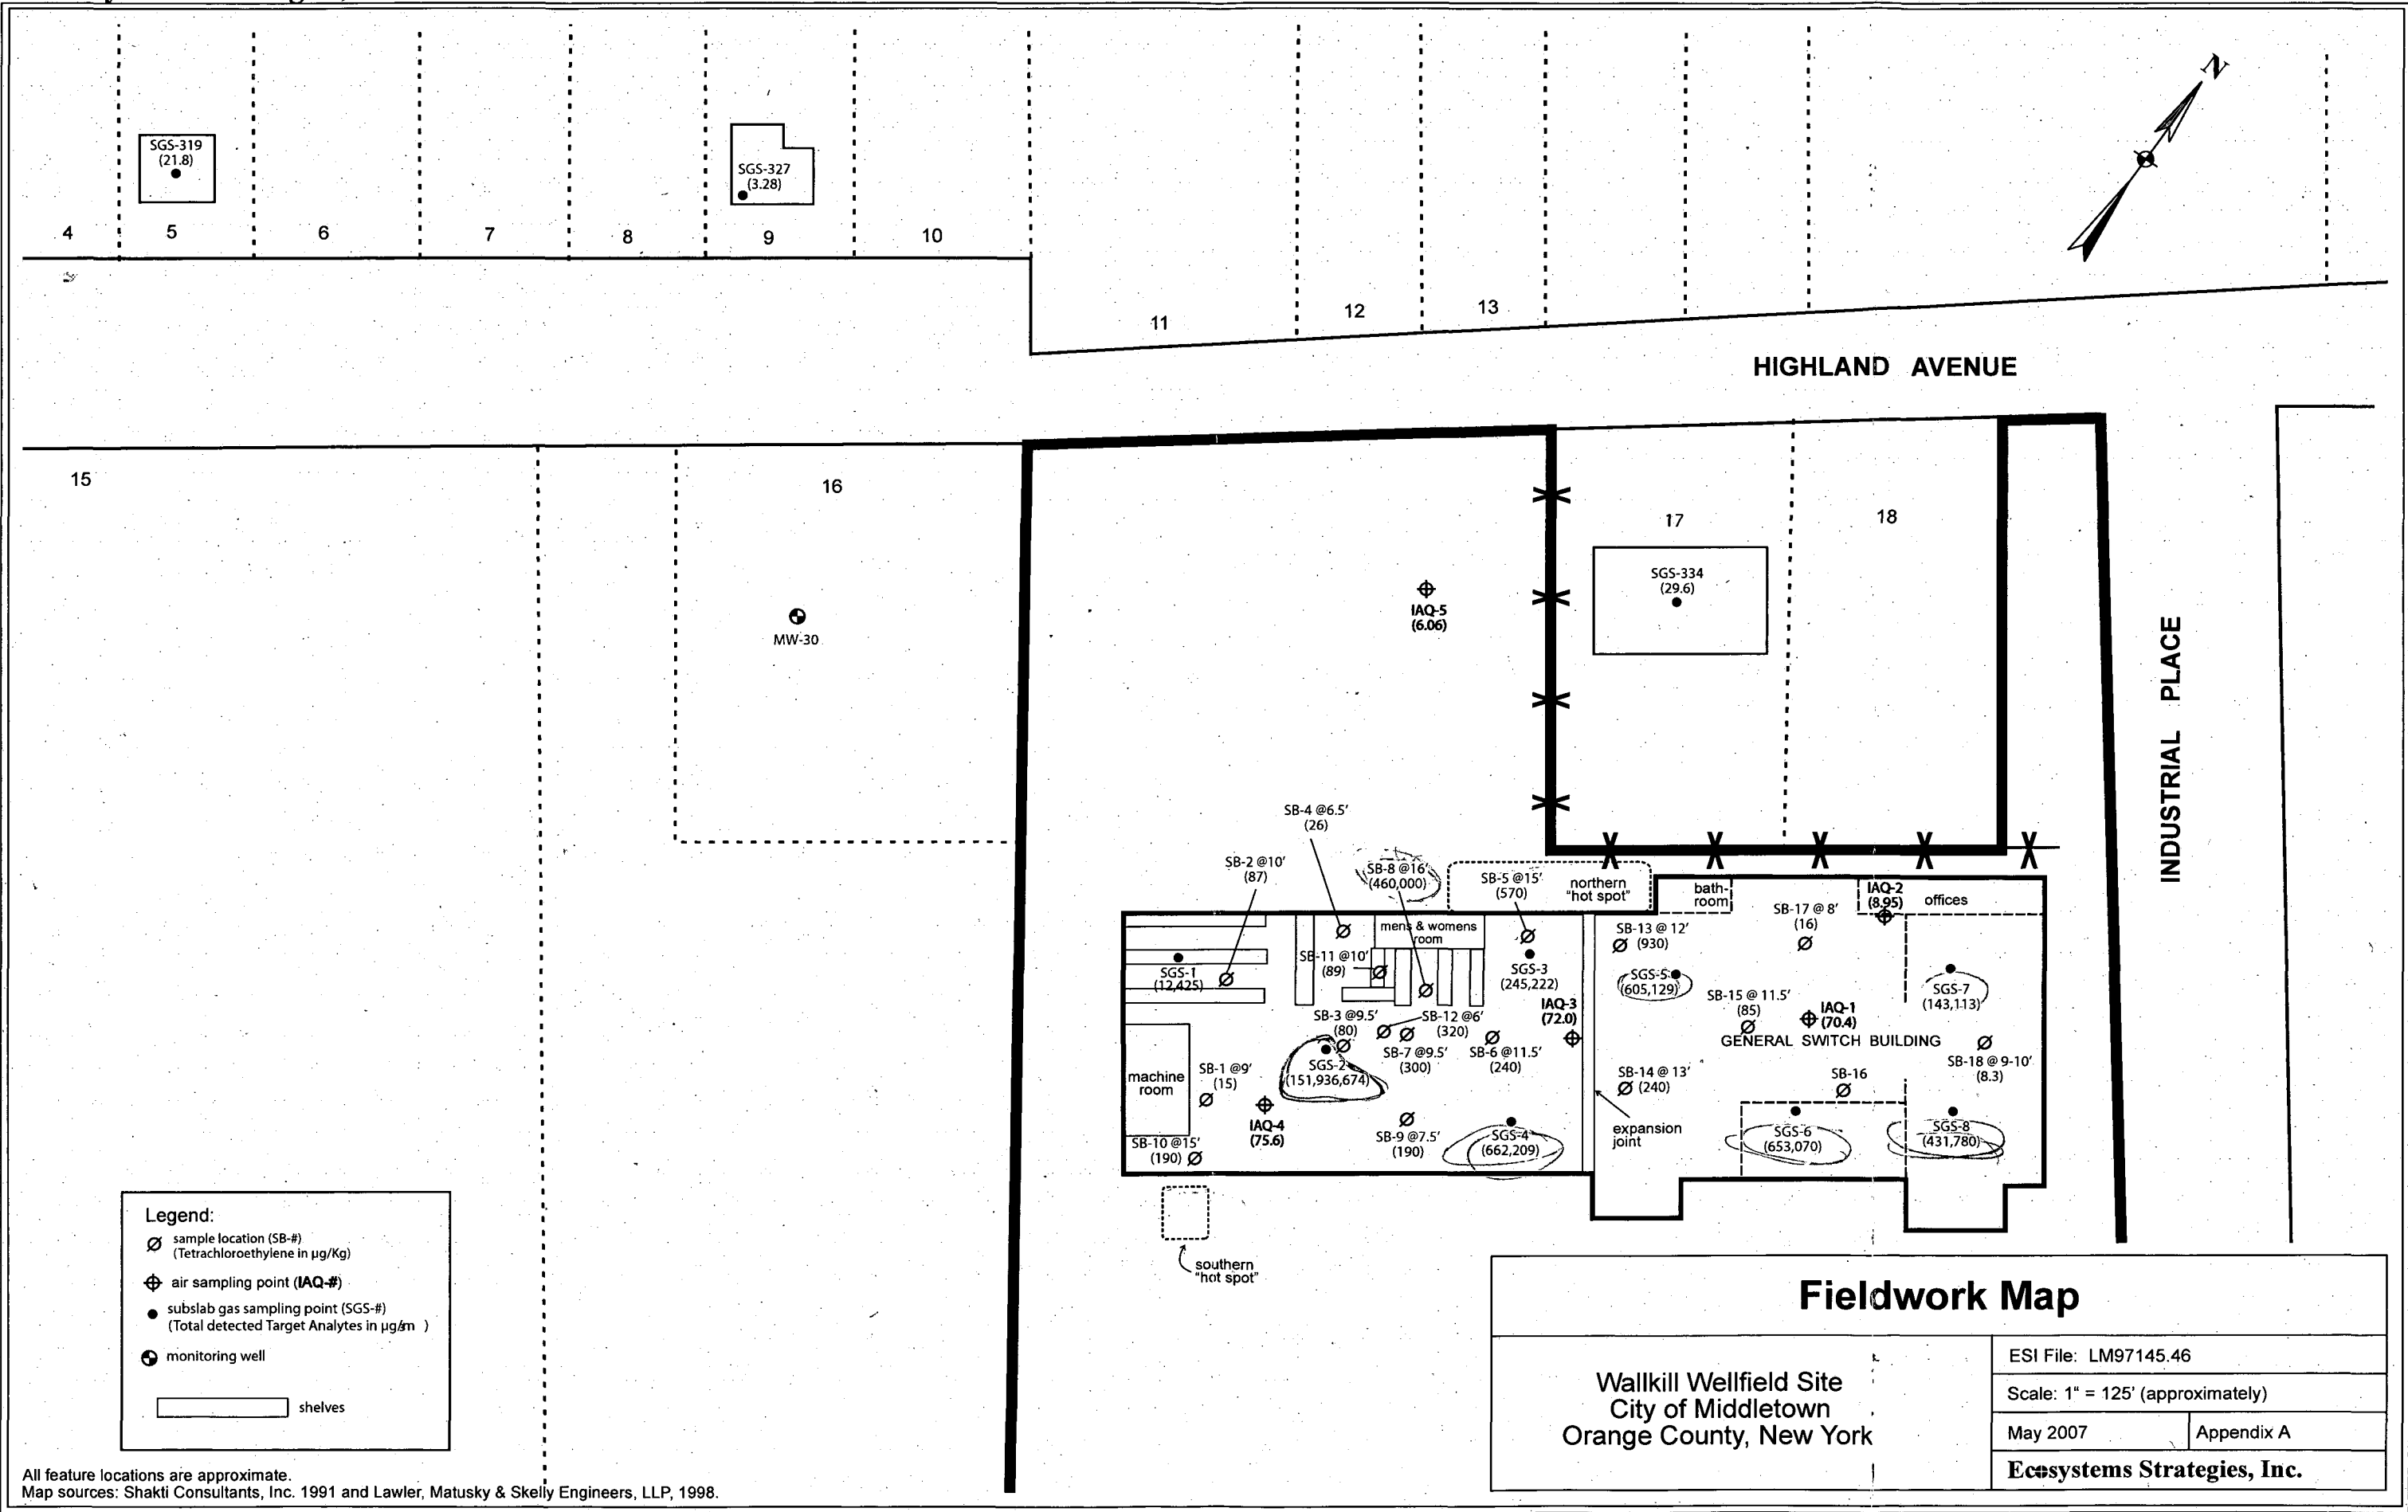 N
SGS-319
(21.8)
SGS-327
(3.28)
4
5
6
7
8
9
10
11
12
13
HIGHLAND AVENUE
15
16
17
18
MW-30
IAQ-5
(6.06)
SGS-334
(29.6)
INDUSTRIAL PLACE
SB-4 @6.5'
(26)
SB-2 @10'
(87)
SB-8 @16'
(460,000)
SB-5 @15'
(570)
northern
"hot spot"
bath-
room
IAQ-2
(8.95)
offices
mens & womens
room
SB-17 @ 8'
(16)
SB-13 @ 12'
(930)
SB-11 @10'
(89)
SGS-1
(12,425)
SGS-3
(245,222)
SGS-5
(605,129)
SGS-7
(143,113)
IAQ-3
(72.0)
SB-15 @ 11.5'
(85)
IAQ-1
(70.4)
SB-3 @9.5'
(80)
SB-12 @6'
(320)
GENERAL SWITCH BUILDING
SB-7 @9.5'
(300)
SB-6 @11.5'
(240)
SB-18 @ 9-10'
(8.3)
SGS-2
(151,936,674)
machine
room
SB-1 @9'
(15)
SB-14 @ 13'
(240)
SB-16
IAQ-4
(75.6)
SB-10 @15'
(190)
SB-9 @7.5'
(190)
SGS-4
(662,209)
expansion
joint
SGS-6
(653,070)
SGS-8
(431,780)
southern
"hot spot"
Legend:
sample location (SB-#)
(Tetrachloroethylene in µg/Kg)
air sampling point (IAQ-#)
subslab gas sampling point (SGS-#)
(Total detected Target Analytes in µg/m )
monitoring well
shelves
All feature locations are approximate.
Map sources: Shakti Consultants, Inc. 1991 and Lawler, Matusky & Skelly Engineers, LLP, 1998.
Fieldwork Map
Wallkill Wellfield Site
City of Middletown
Orange County, New York
ESI File: LM97145.46
Scale: 1" = 125' (approximately)
May 2007
Appendix A
Ecosystems Strategies, Inc.